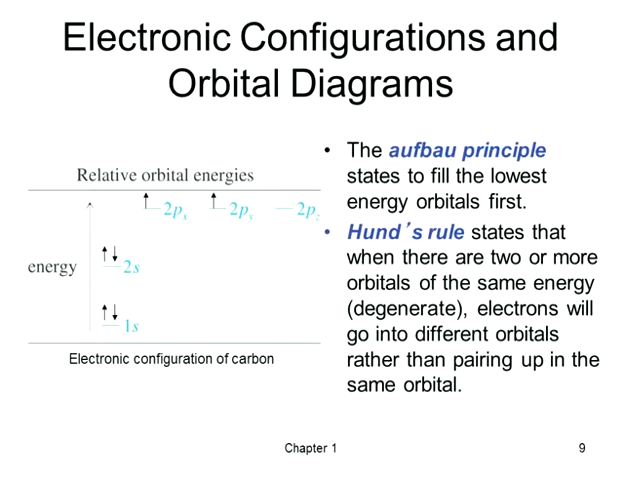 Electronic Configurations and
Orbital Diagrams
Relative orbital energies
2px 2py 2pz
energy
2s
1s
Electronic configuration of carbon
• The aufbau principle
states to fill the lowest
energy orbitals first.
• Hund´s rule states that
when there are two or more
orbitals of the same energy
(degenerate), electrons will
go into different orbitals
rather than pairing up in the
same orbital.
Chapter 1
9